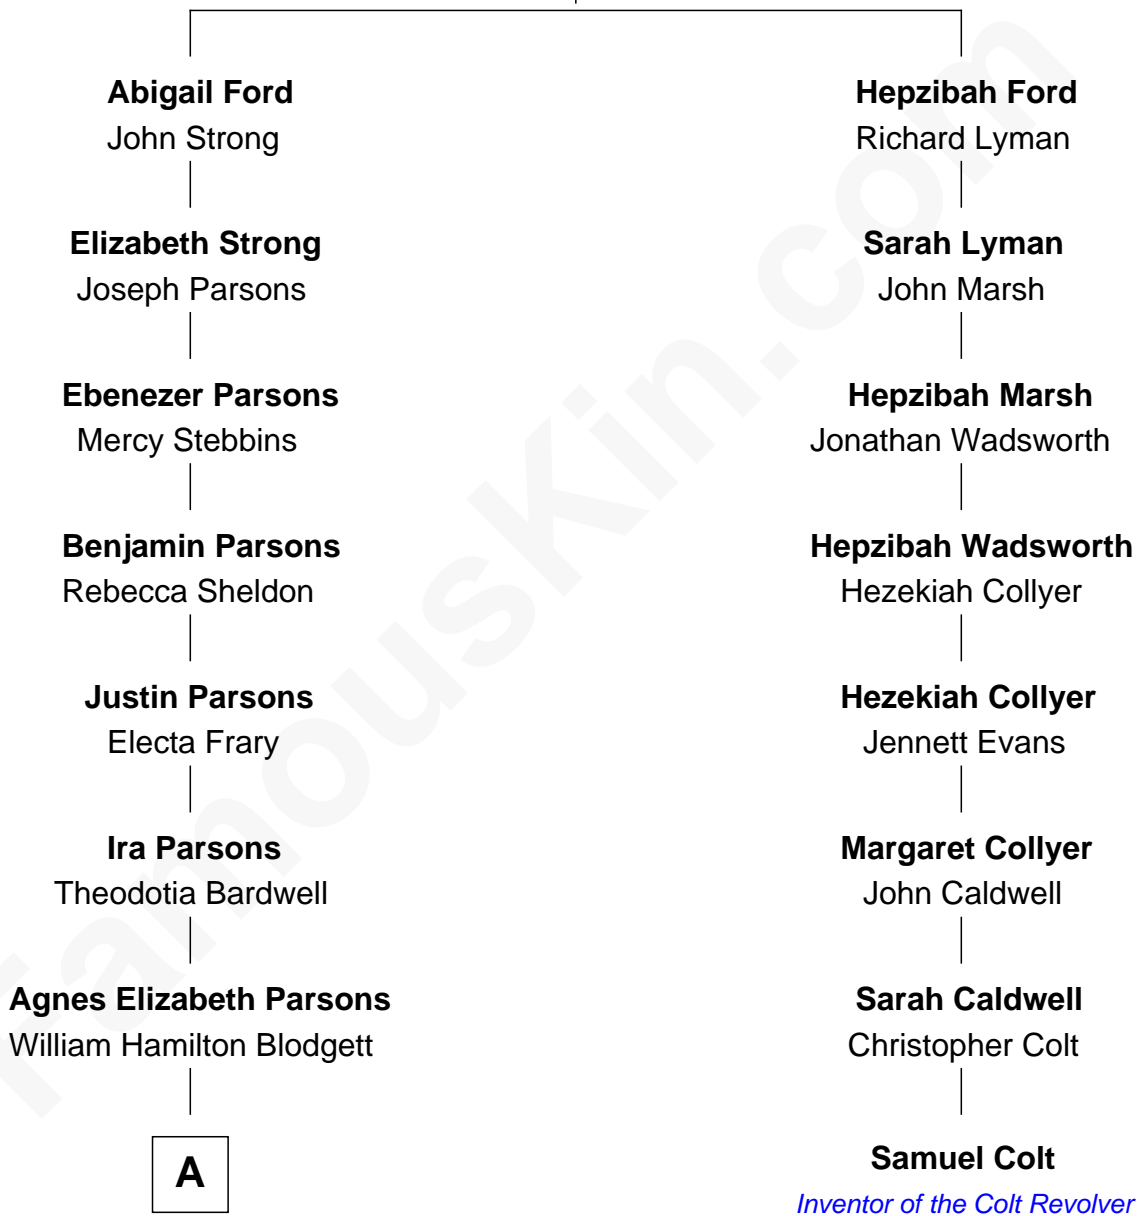 Abigail Ford
John Strong
Hepzibah Ford
Richard Lyman
Elizabeth Strong
Joseph Parsons
Sarah Lyman
John Marsh
Ebenezer Parsons
Mercy Stebbins
Hepzibah Marsh
Jonathan Wadsworth
Benjamin Parsons
Rebecca Sheldon
Hepzibah Wadsworth
Hezekiah Collyer
Justin Parsons
Electa Frary
Hezekiah Collyer
Jennett Evans
Ira Parsons
Theodotia Bardwell
Margaret Collyer
John Caldwell
Agnes Elizabeth Parsons
William Hamilton Blodgett
Sarah Caldwell
Christopher Colt
A
Samuel Colt
Inventor of the Colt Revolver
FamousKin.com